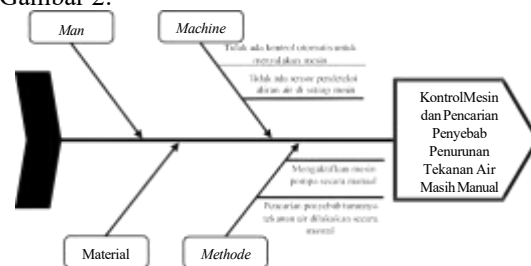 Gambar 2.
Man
Machine
Tidak ada kontrol otomatis untuk
menyalakan mesin
Tidak ada sensor pendeteksi
aliran air di setiap mesin
KontrolMesin
dan Pencarian
Penyebab
Penurunan
Tekanan Air
Masih Manual
Mengaktifkan mesin
pompa secara manual
Pencarian penyebab turunnya
tekanan air dilakukan secara
manual
Material
Methode